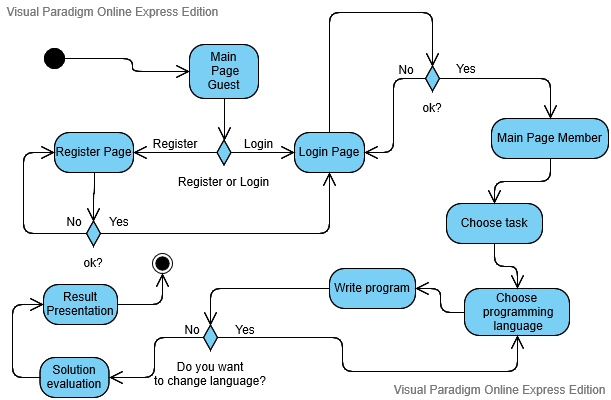 Visual Paradigm Online Express Edition
Main
Page
Guest
No
Yes
ok?
Register Page
Register
Login
Login Page
Main Page Member
Register or Login
No
Yes
ok?
Choose task
Result
Presentation
Write program
Choose
programming
language
No
Yes
Do you want
to change language?
Solution
evaluation
Visual Paradigm Online Express Edition